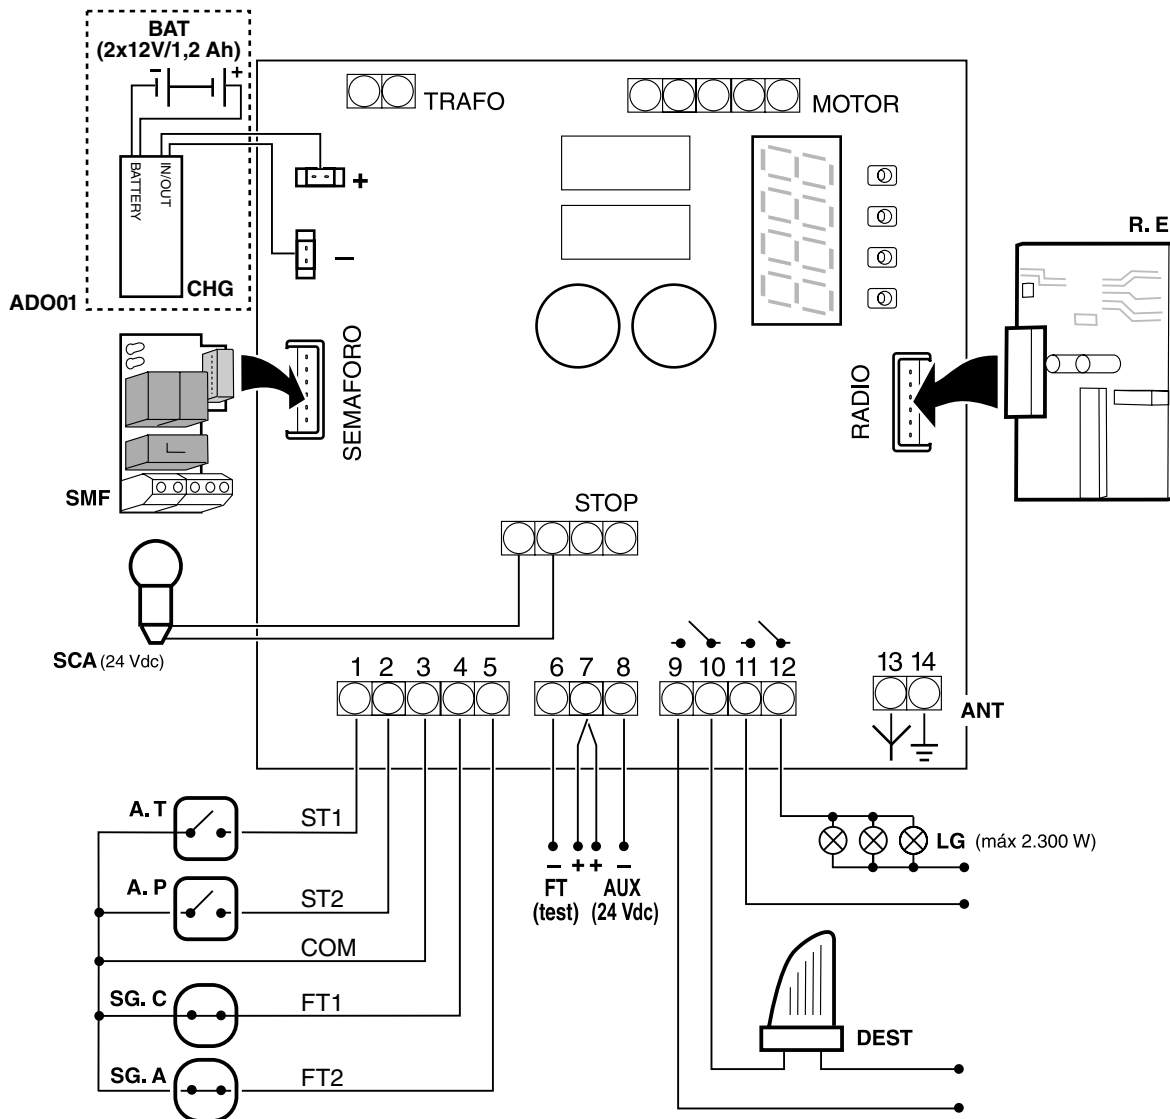 BAT
(2x12V/1,2 Ah)
− +
BATTERY
IN/OUT
CHG
ADO01
TRAFO
MOTOR
+
−
R. E
SEMAFORO
RADIO
SMF
STOP
SCA (24 Vdc)
1 2 3 4 5
6 7 8
9 10 11 12
13 14
ANT
A. T
ST1
A. P
ST2
COM
SG. C
FT1
SG. A
FT2
− + + −
FT
(test)
AUX
(24 Vdc)
LG (máx 2.300 W)
DEST